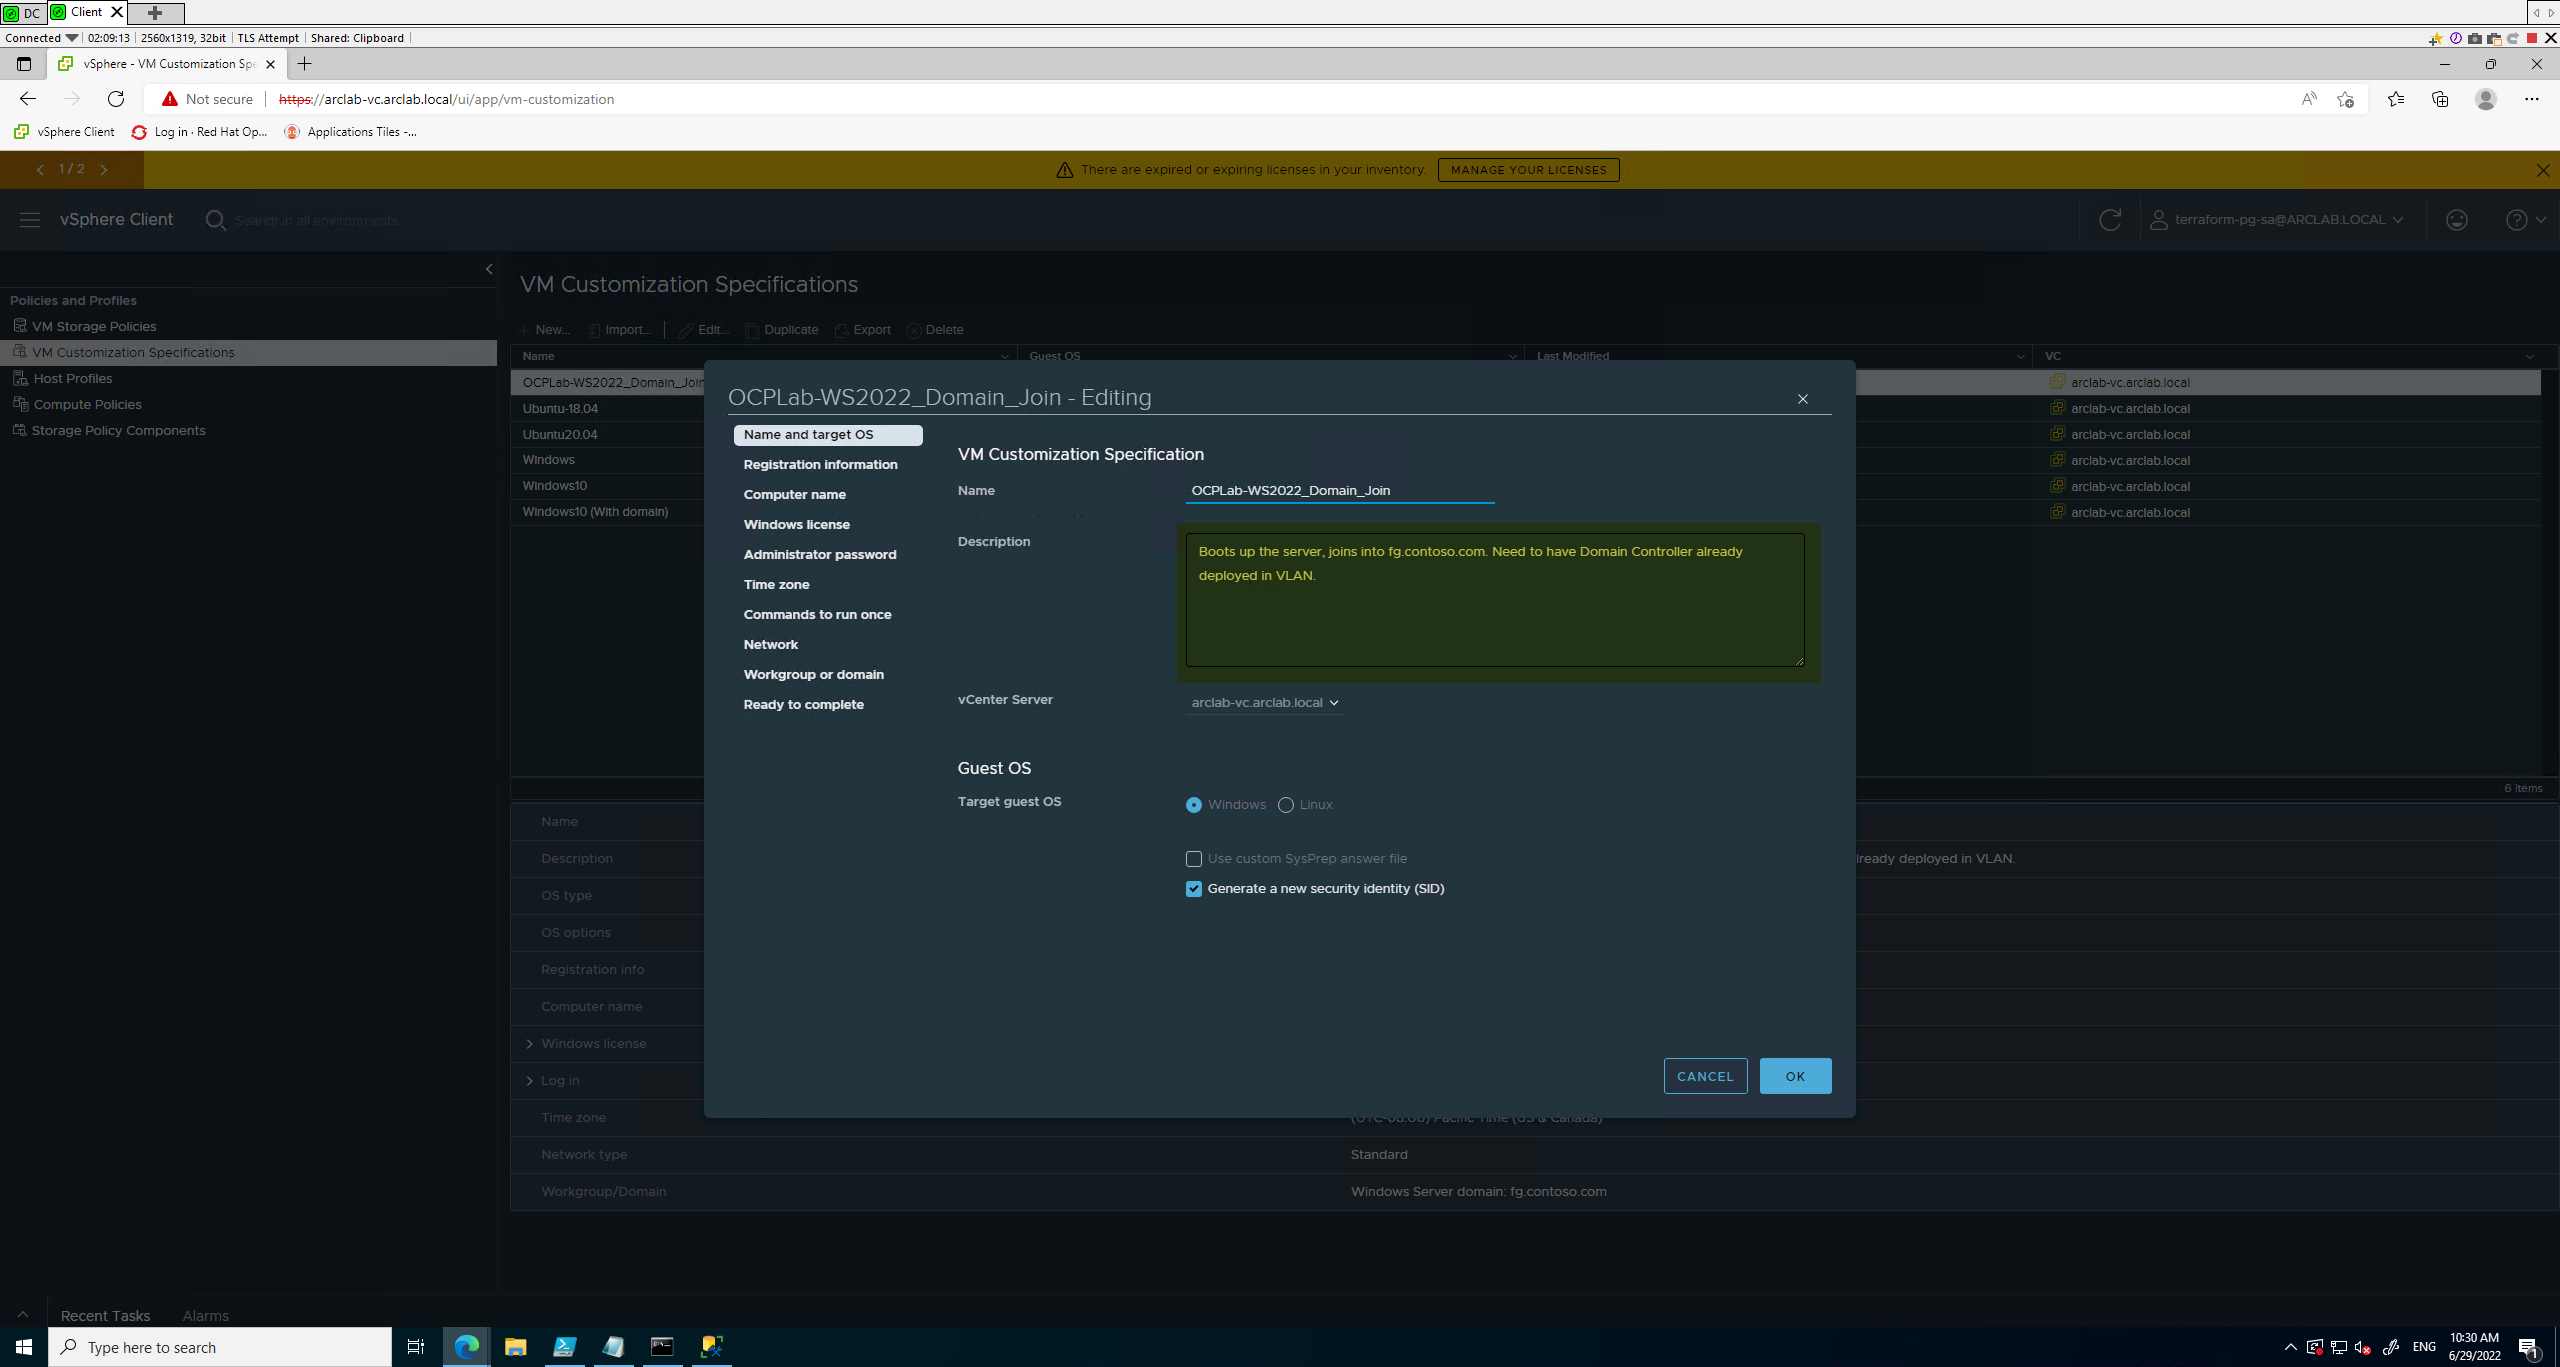 DC
Client
Connected
02:09:13
2560x1319, 32bit
TLS Attempt
Shared: Clipboard
vSphere - VM Customization Spe
Not secure
https://arclab-vc.arclab.local/ui/app/vm-customization
vSphere Client
Log in · Red Hat Op...
Applications Tiles -...
1 / 2
There are expired or expiring licenses in your inventory.
MANAGE YOUR LICENSES
vSphere Client
Search in all environments
terraform-pg-sa@ARCLAB.LOCAL
VM Customization Specifications
Policies and Profiles
VM Storage Policies
VM Customization Specifications
Host Profiles
Compute Policies
Storage Policy Components
New...
Import...
Edit...
Duplicate
Export
Delete
Name
Guest OS
Last Modified
VC
OCPLab-WS2022_Domain_Join
arclab-vc.arclab.local
Ubuntu-18.04
arclab-vc.arclab.local
Ubuntu20.04
arclab-vc.arclab.local
Windows
arclab-vc.arclab.local
Windows10
arclab-vc.arclab.local
Windows10 (With domain)
arclab-vc.arclab.local
6 items
OCPLab-WS2022_Domain_Join - Editing
Name and target OS
Registration information
Computer name
Windows license
Administrator password
Time zone
Commands to run once
Network
Workgroup or domain
Ready to complete
VM Customization Specification
Name
OCPLab-WS2022_Domain_Join
Description
Boots up the server, joins into fg.contoso.com. Need to have Domain Controller already
deployed in VLAN.
vCenter Server
arclab-vc.arclab.local
Guest OS
Target guest OS
Windows
Linux
Use custom SysPrep answer file
Generate a new security identity (SID)
CANCEL
OK
Name
Description
lready deployed in VLAN.
OS type
OS options
Registration info
Computer name
Windows license
Log in
Time zone
(UTC-08:00) Pacific Time (US & Canada)
Network type
Standard
Workgroup/Domain
Windows Server domain: fg.contoso.com
Recent Tasks
Alarms
Type here to search
ENG
10:30 AM
6/29/2022
1